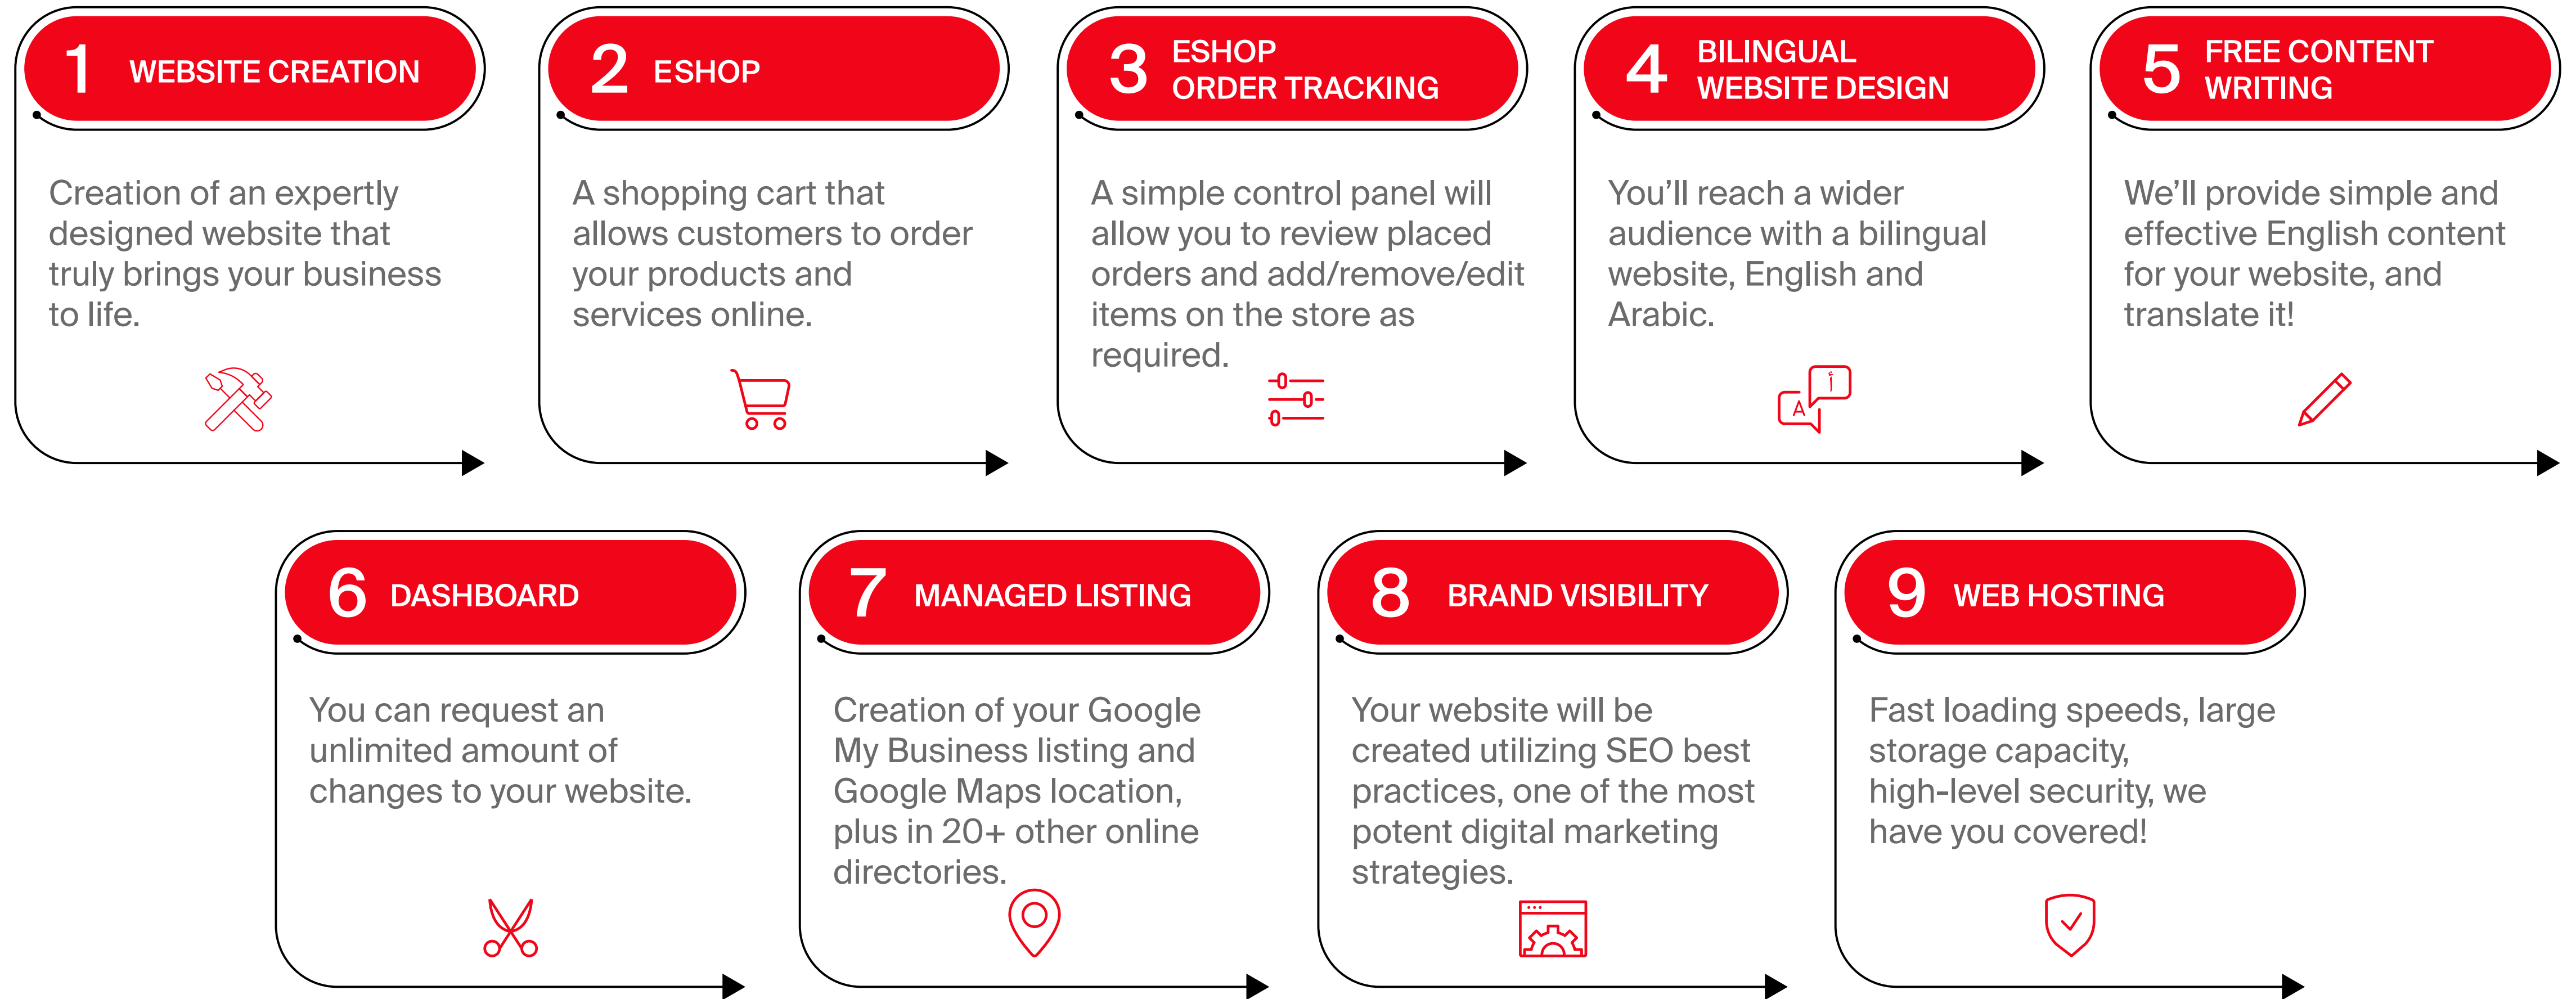 1 WEBSITE CREATION
Creation of an expertly
designed website that
truly brings your business
to life.
2 ESHOP
A shopping cart that
allows customers to order
your products and
services online.
3 ESHOP
ORDER TRACKING
A simple control panel will
allow you to review placed
orders and add/remove/edit
items on the store as
required.
4 BILINGUAL
WEBSITE DESIGN
You’ll reach a wider
audience with a bilingual
website, English and
Arabic.
A
أ
5 FREE CONTENT
WRITING
We’ll provide simple and
effective English content
for your website, and
translate it!
6 DASHBOARD
You can request an
unlimited amount of
changes to your website.
7 MANAGED LISTING
Creation of your Google
My Business listing and
Google Maps location,
plus in 20+ other online
directories.
8 BRAND VISIBILITY
Your website will be
created utilizing SEO best
practices, one of the most
potent digital marketing
strategies.
9 WEB HOSTING
Fast loading speeds, large
storage capacity,
high-level security, we
have you covered!